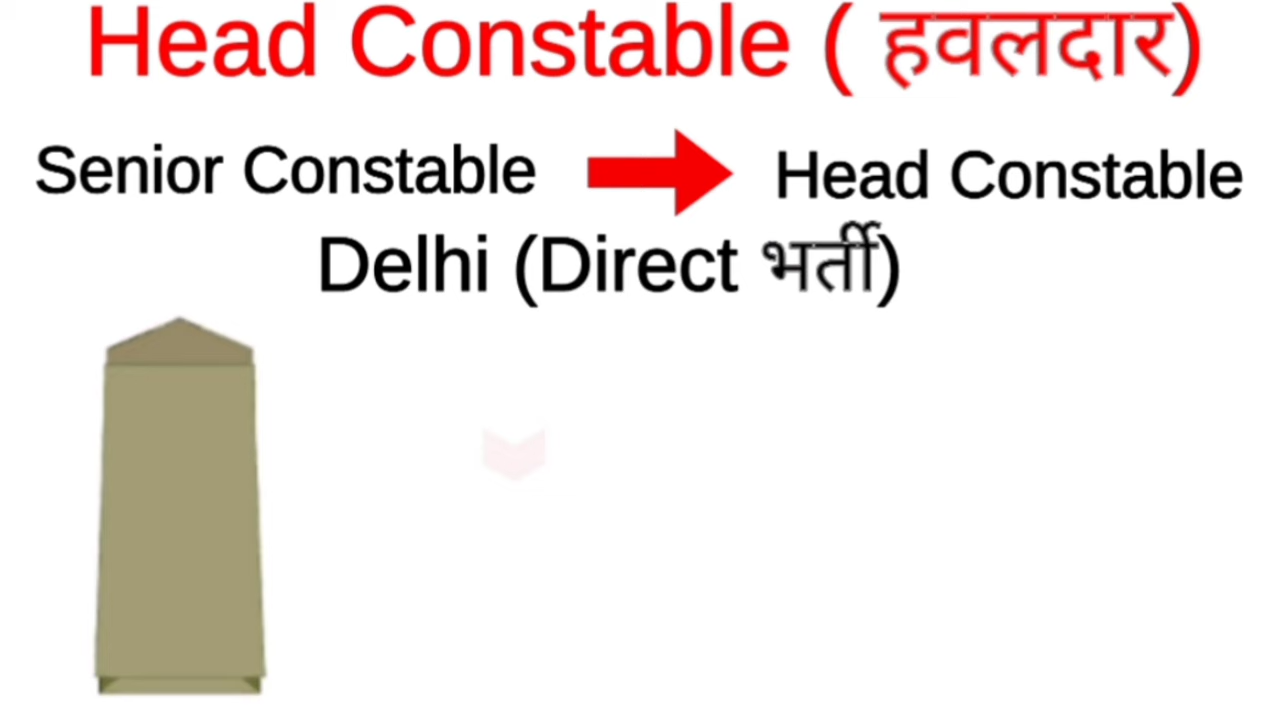 Head Constable ( हवलदार)
Senior Constable Head Constable
Delhi (Direct भर्ती)